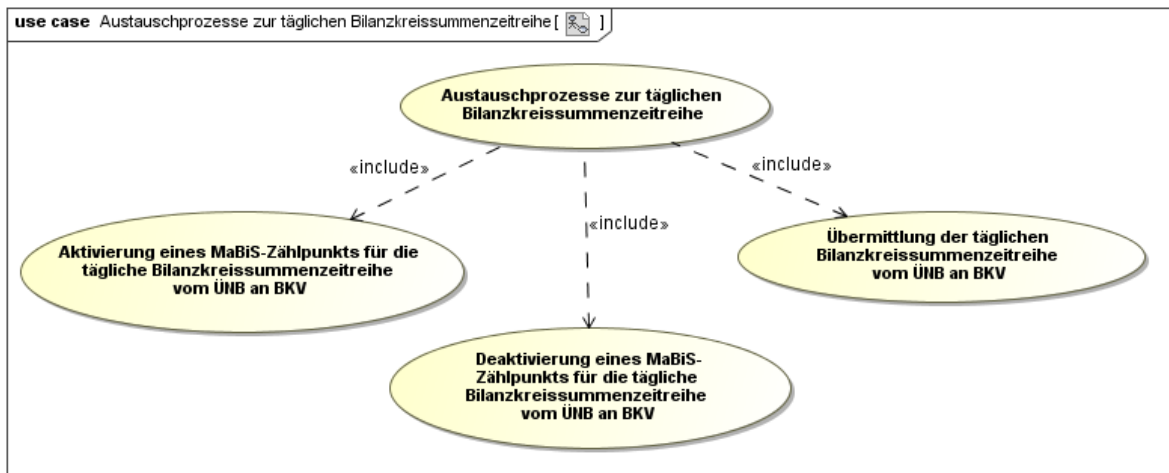 use case Austauschprozesse zur täglichen Bilanzkreissummenzeitreihe [ ]
Austauschprozesse zur täglichen
Bilanzkreissummenzeitreihe
«include»
«include»
«include»
Aktivierung eines MaBiS-Zählpunkts für die
tägliche Bilanzkreissummenzeitreihe
vom ÜNB an BKV
Übermittlung der täglichen
Bilanzkreissummenzeitreihe
vom ÜNB an BKV
Deaktivierung eines MaBiS-
Zählpunkts für die tägliche
Bilanzkreissummenzeitreihe
vom ÜNB an BKV